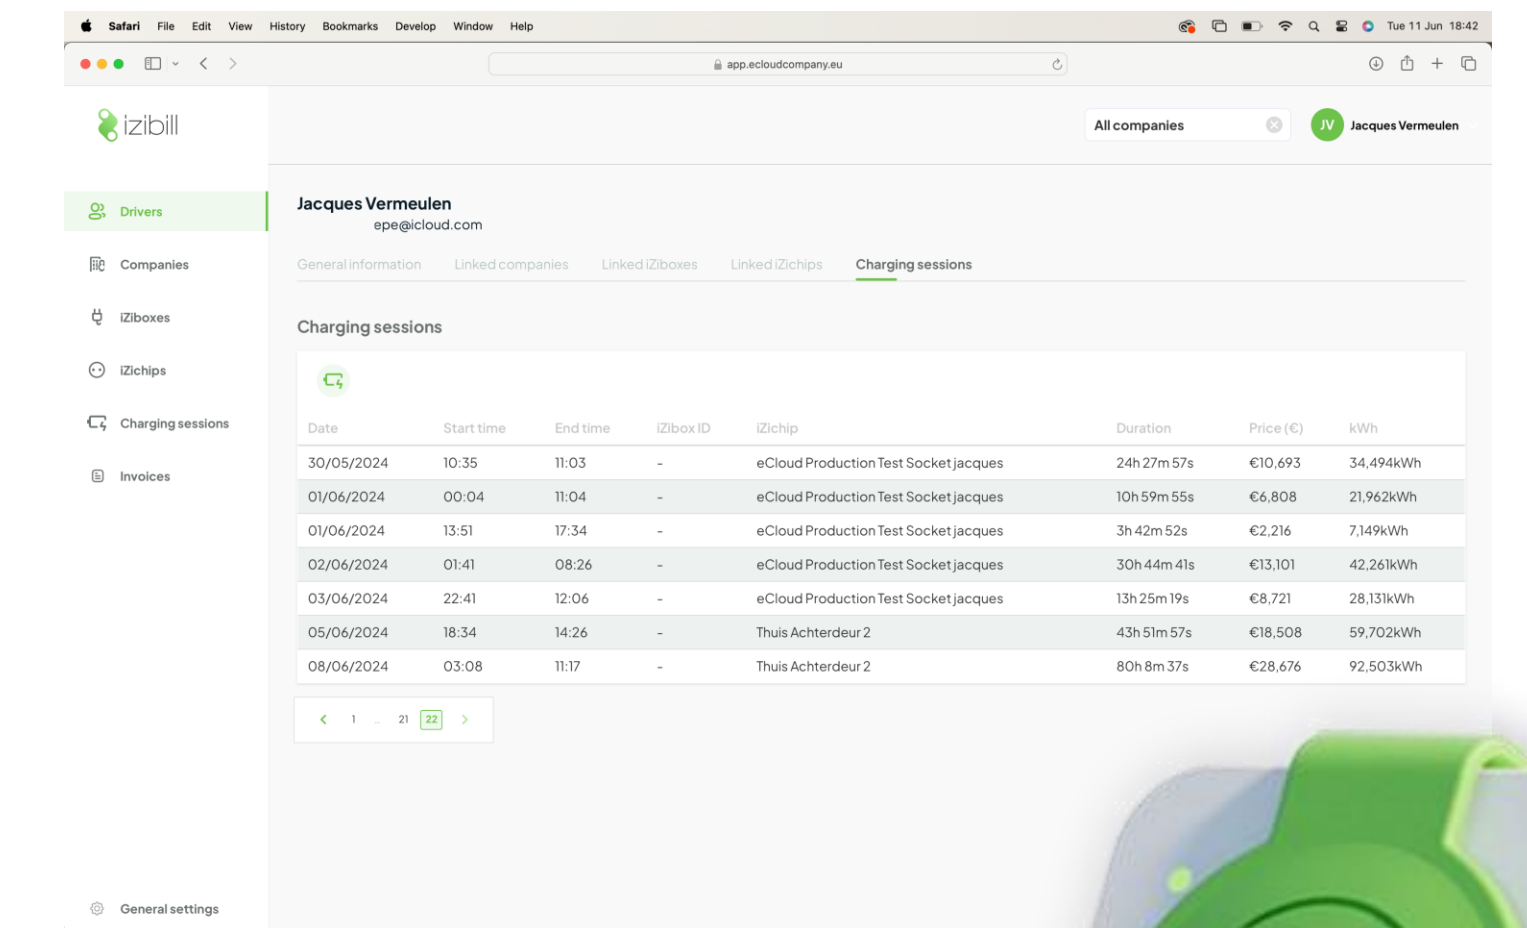 Safari File Edit View History Bookmarks Develop Window Help Tue 11 Jun 18:42
app.ecloudcompany.eu
izibill
All companies JV Jacques Vermeulen
Drivers
Companies
iZiboxes
iZichips
Charging sessions
Invoices
General settings
Jacques Vermeulen
epe@icloud.com
General information Linked companies Linked iZiboxes Linked iZichips Charging sessions
Charging sessions
Date Start time End time iZibox ID iZichip Duration Price (€) kWh
30/05/2024 10:35 11:03 - eCloud Production Test Socket jacques 24h 27m 57s €10,693 34,494kWh
01/06/2024 00:04 11:04 - eCloud Production Test Socket jacques 10h 59m 55s €6,808 21,962kWh
01/06/2024 13:51 17:34 - eCloud Production Test Socket jacques 3h 42m 52s €2,216 7,149kWh
02/06/2024 01:41 08:26 - eCloud Production Test Socket jacques 30h 44m 41s €13,101 42,261kWh
03/06/2024 22:41 12:06 - eCloud Production Test Socket jacques 13h 25m 19s €8,721 28,131kWh
05/06/2024 18:34 14:26 - Thuis Achterdeur 2 43h 51m 57s €18,508 59,702kWh
08/06/2024 03:08 11:17 - Thuis Achterdeur 2 80h 8m 37s €28,676 92,503kWh
1 ... 21 22